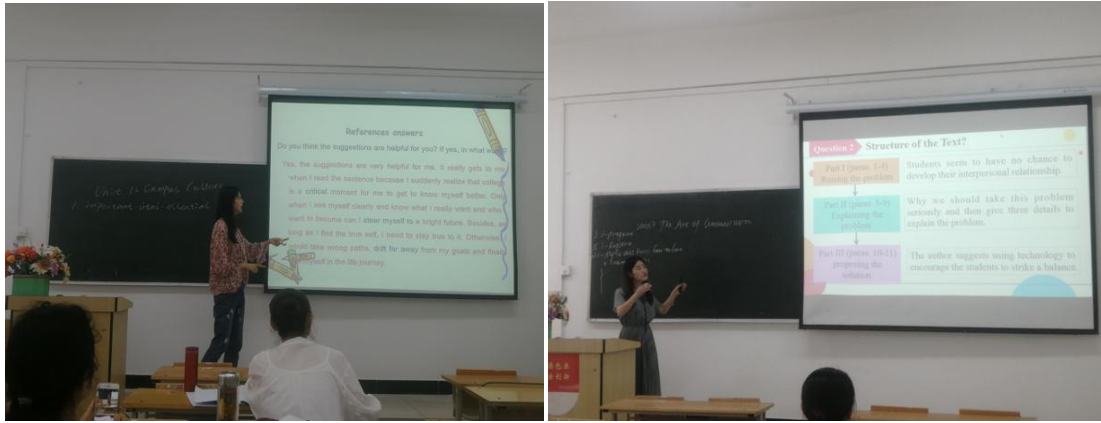 Unit 12 Campus Culture
References answers
Do you think the suggestions are helpful for you? If yes, in what
Yes, the suggestions are very helpful for me. It really gets to me
when I read the sentence because I suddenly realize that college
is a critical moment for me to get to know myself better. Only
when I see myself clearly and know what I really want and who
want to become can I steer myself to a bright future. Besides, as
long as I find the true self, I need to stay true to it. Otherwise
would take wrong paths, drift far away from my goals and finally
myself in the life journey.
The Art of Communication
Question 2 Structure of the Text?
Part I (paras. 1-4)
Raising the problem
Students seem to have no chance to
develop their interpersonal relationship.
Part II (paras. 5-9)
Explaining the
problem
Why we should take this problem
seriously and then give three details to
explain the problem.
Part III (paras. 10-11)
proposing the
solution
The author suggests using technology to
encourage the students to strike a balance.